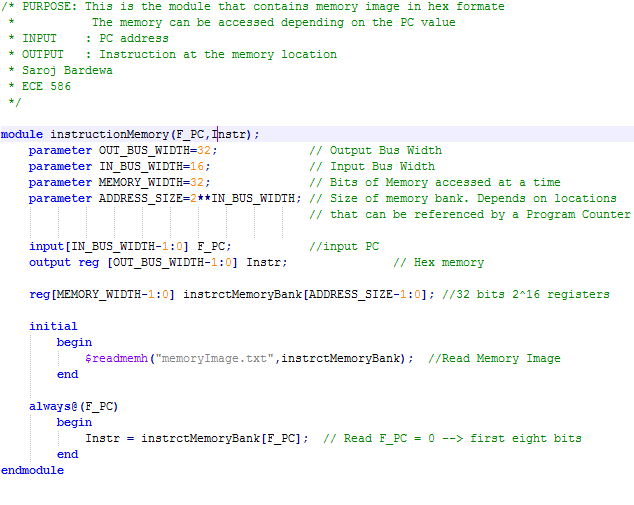 /* PURPOSE: This is the module that contains memory image in hex formate
 *           The memory can be accessed depending on the PC value
 * INPUT    : PC address
 * OUTPUT   : Instruction at the memory location
 * Saroj Bardewa
 * ECE 586
 */
module instructionMemory(F_PC,Instr);
    parameter OUT_BUS_WIDTH=32;             // Output Bus Width
    parameter IN_BUS_WIDTH=16;              // Input Bus Width
    parameter MEMORY_WIDTH=32;              // Bits of Memory accessed at a time
    parameter ADDRESS_SIZE=2**IN_BUS_WIDTH; // Size of memory bank. Depends on locations
                                            // that can be referenced by a Program Counter
    input[IN_BUS_WIDTH-1:0] F_PC;           //input PC
    output reg [OUT_BUS_WIDTH-1:0] Instr;               // Hex memory
    reg[MEMORY_WIDTH-1:0] instrctMemoryBank[ADDRESS_SIZE-1:0]; //32 bits 2^16 registers
    initial
        begin
            $readmemh("memoryImage.txt",instrctMemoryBank);  //Read Memory Image
        end
    always@(F_PC)
        begin
            Instr = instrctMemoryBank[F_PC];  // Read F_PC = 0 --> first eight bits
        end
endmodule